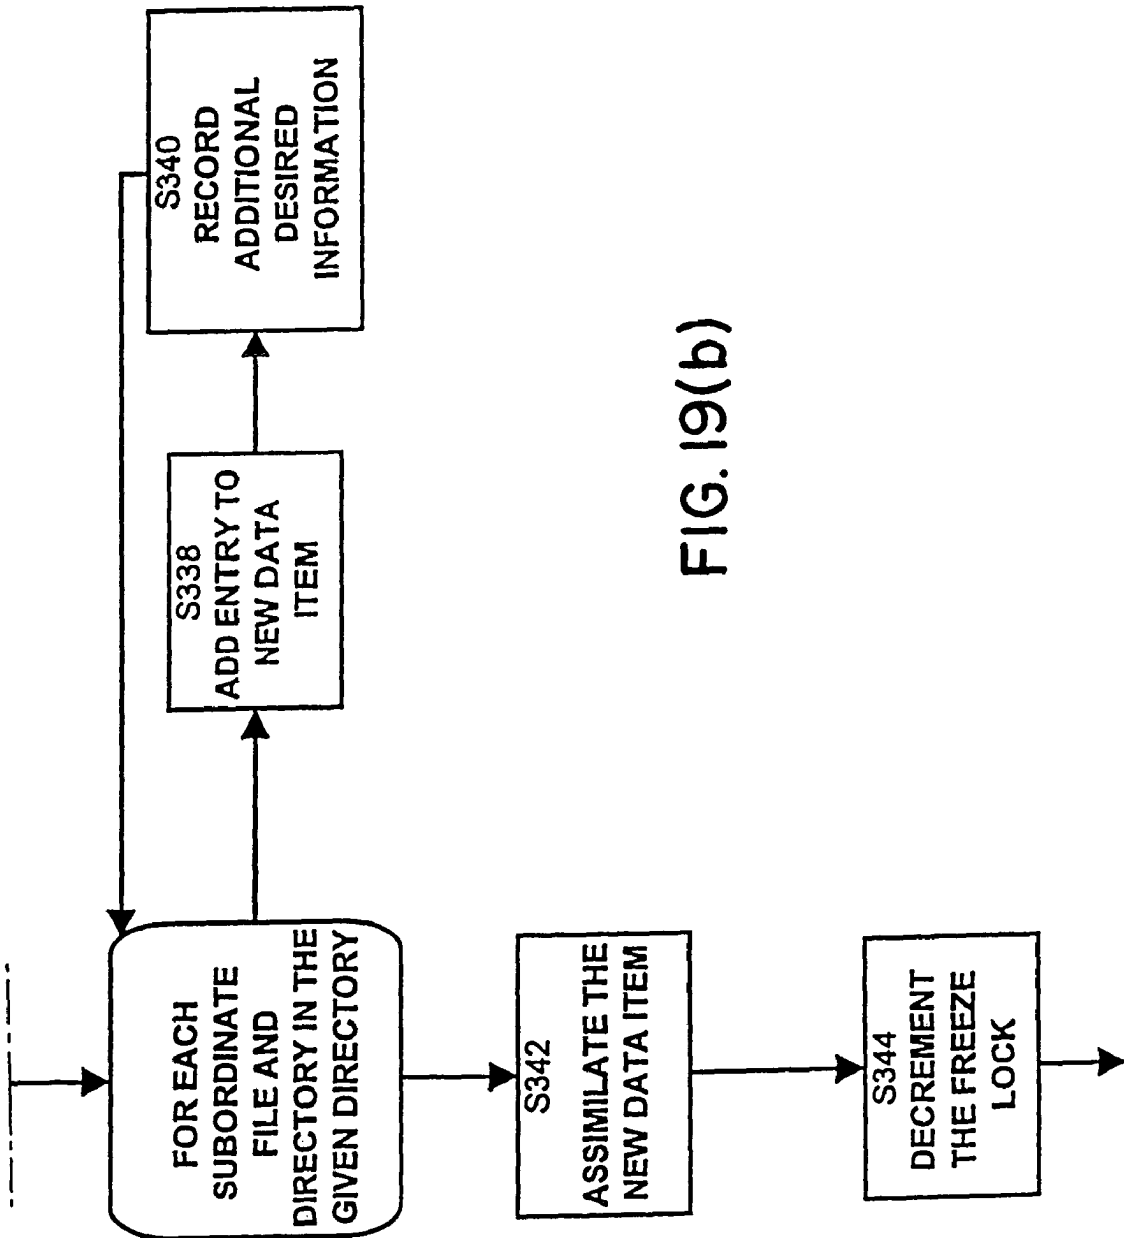 FOR EACH
SUBORDINATE
FILE AND
DIRECTORY IN THE
GIVEN DIRECTORY
S338
ADD ENTRY TO
NEW DATA
ITEM
S340
RECORD
ADDITIONAL
DESIRED
INFORMATION
S342
ASSIMILATE THE
NEW DATA ITEM
S344
DECREMENT
THE FREEZE
LOCK
FIG. 19(b)